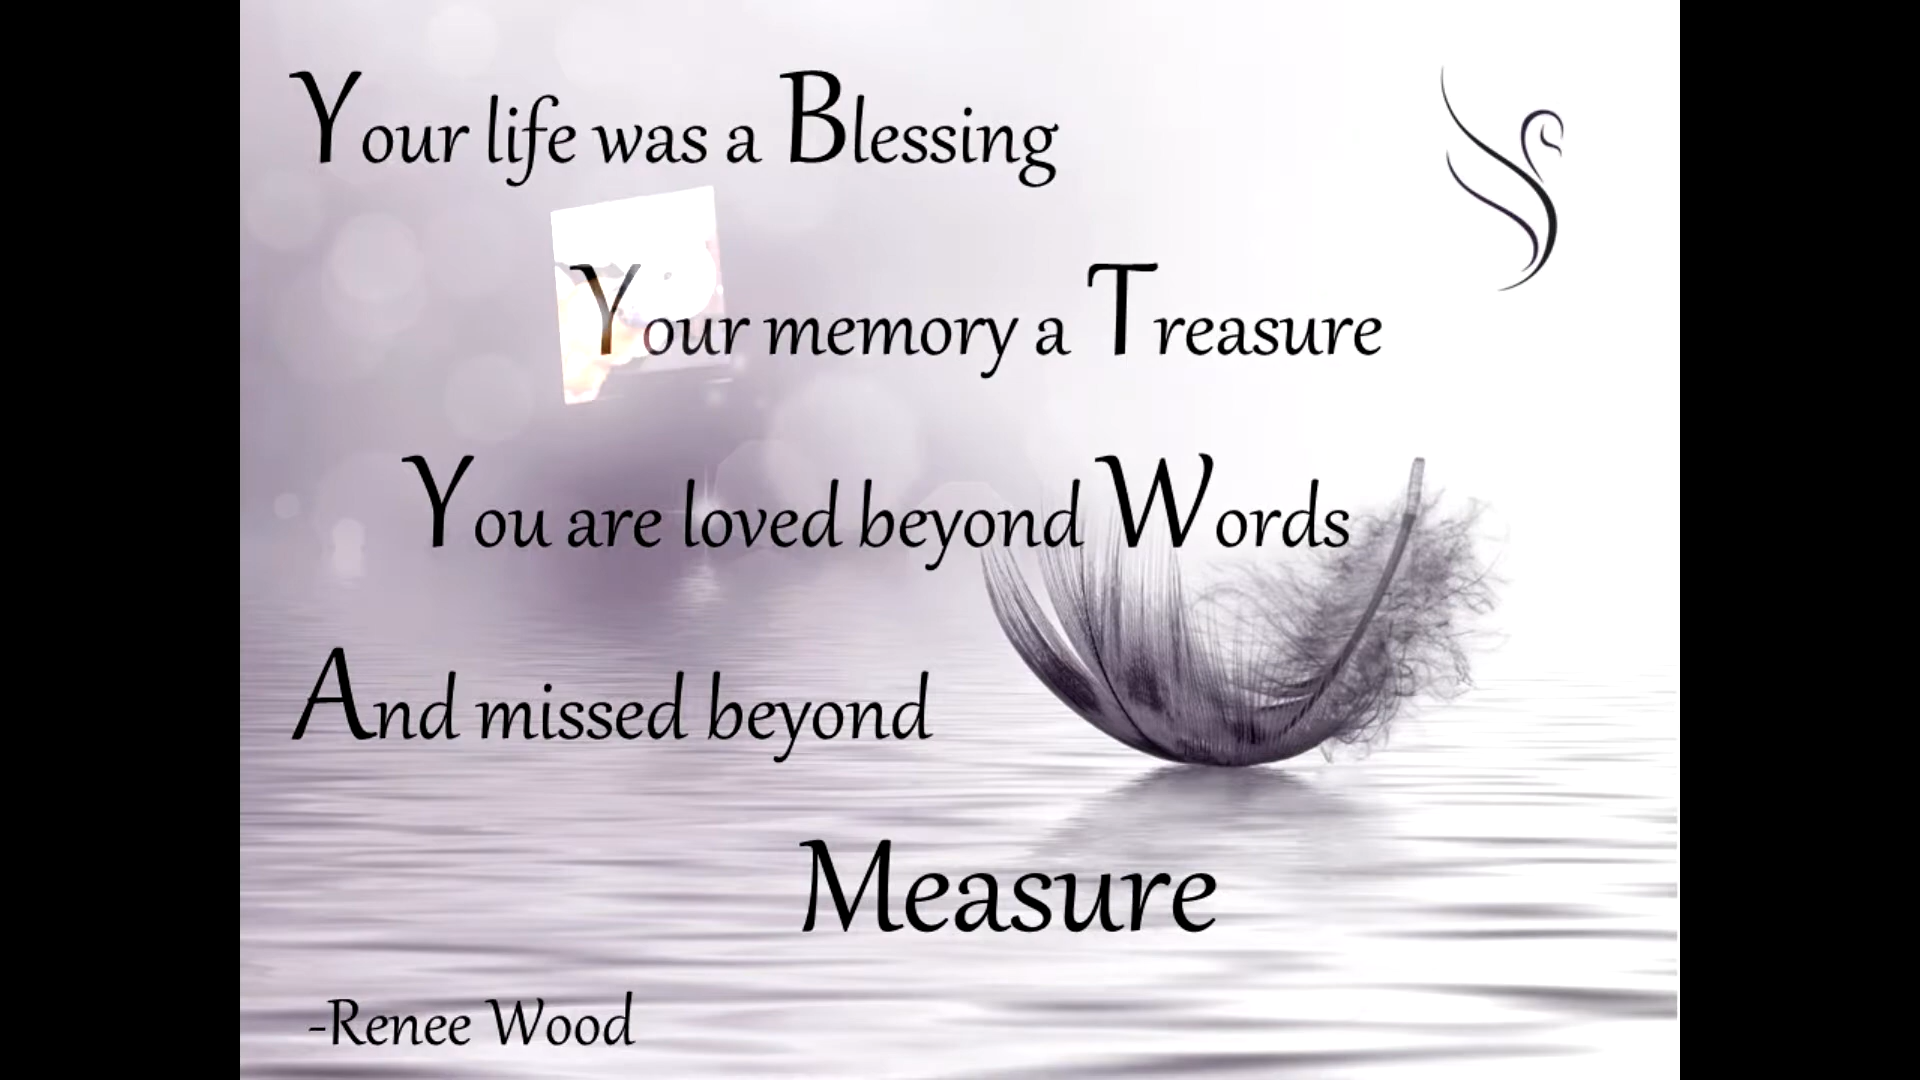 Your life was a Blessing
Your memory a Treasure
You are loved beyond Words
And missed beyond
Measure
-Renee Wood